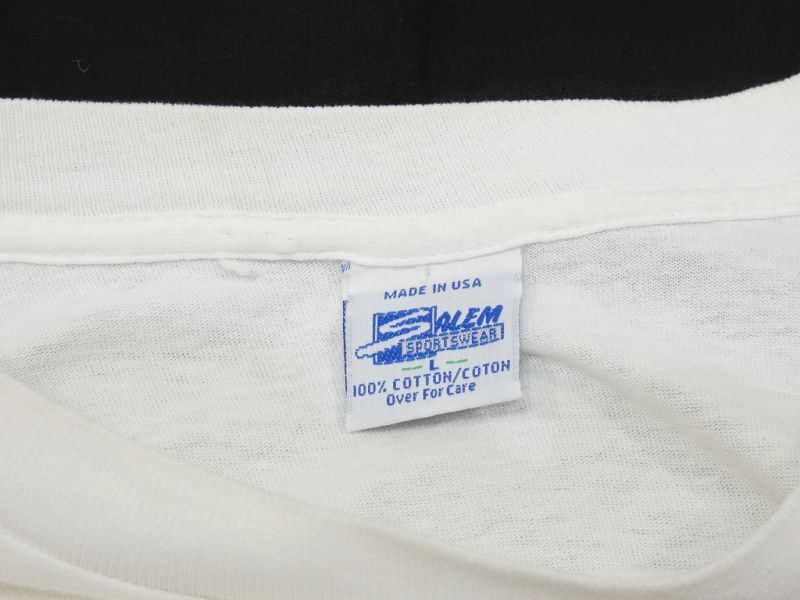 MADE IN USA
SALEM
SPORTSWEAR
L
100% COTTON/COTON
Over For Care